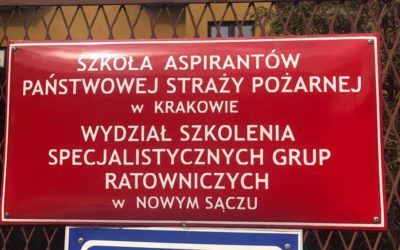 SZKOŁA ASPIRANTÓW
PAŃSTWOWEJ STRAŻY POŻARNEJ
W KRAKOWIE
WYDZIAŁ SZKOLENIA
SPECJALISTYCZNYCH GRUP
RATOWNICZYCH
W NOWYM SĄCZU